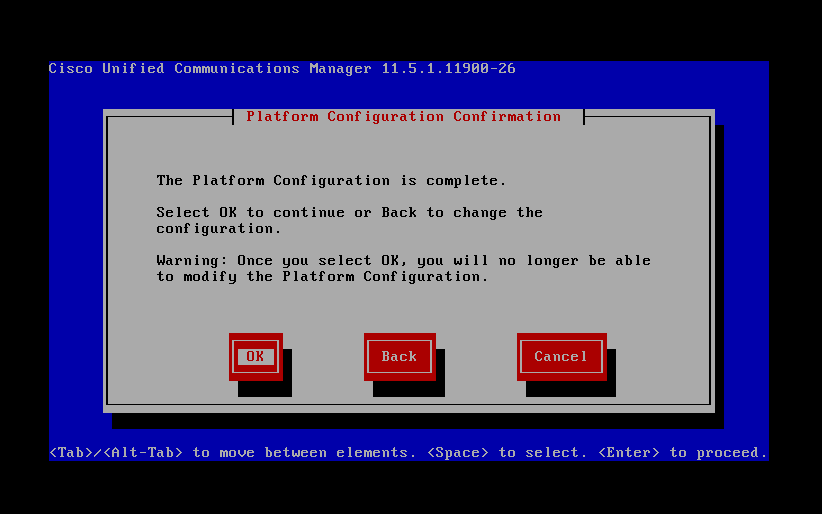 Cisco Unified Communications Manager 11.5.1.11900-26
Platform Configuration Confirmation
The Platform Configuration is complete.
Select OK to continue or Back to change the
configuration.
Warning: Once you select OK, you will no longer be able
to modify the Platform Configuration.
OK Back Cancel
<Tab>/<Alt-Tab> to move between elements. <Space> to select. <Enter> to proceed.